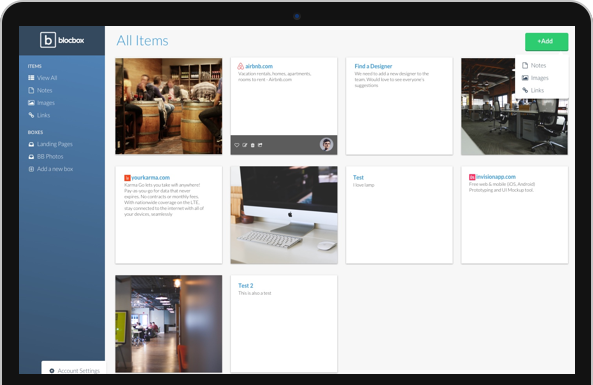 blocbox
All Items
+Add
ITEMS
View All
Notes
Images
Links
BOXES
Landing Pages
BB Photos
Add a new box
Account Settings
Notes
Images
Links
airbnb.com
Vacation rentals, homes, apartments,
rooms to rent - Airbnb.com
Find a Designer
We need to add a new designer to the
team. Would love to see everyone's
suggestions
yourkarma.com
Karma Go lets you take wifi anywhere!
Pay-as-you-go for data that never
expires. No contracts or monthly fees.
With nationwide coverage on the LTE,
stay connected to the internet with all of
your devices, seamlessly.
Test
I love lamp
invisionapp.com
Free web & mobile (iOS, Android)
Prototyping and UI Mockup tool.
Test 2
This is also a test